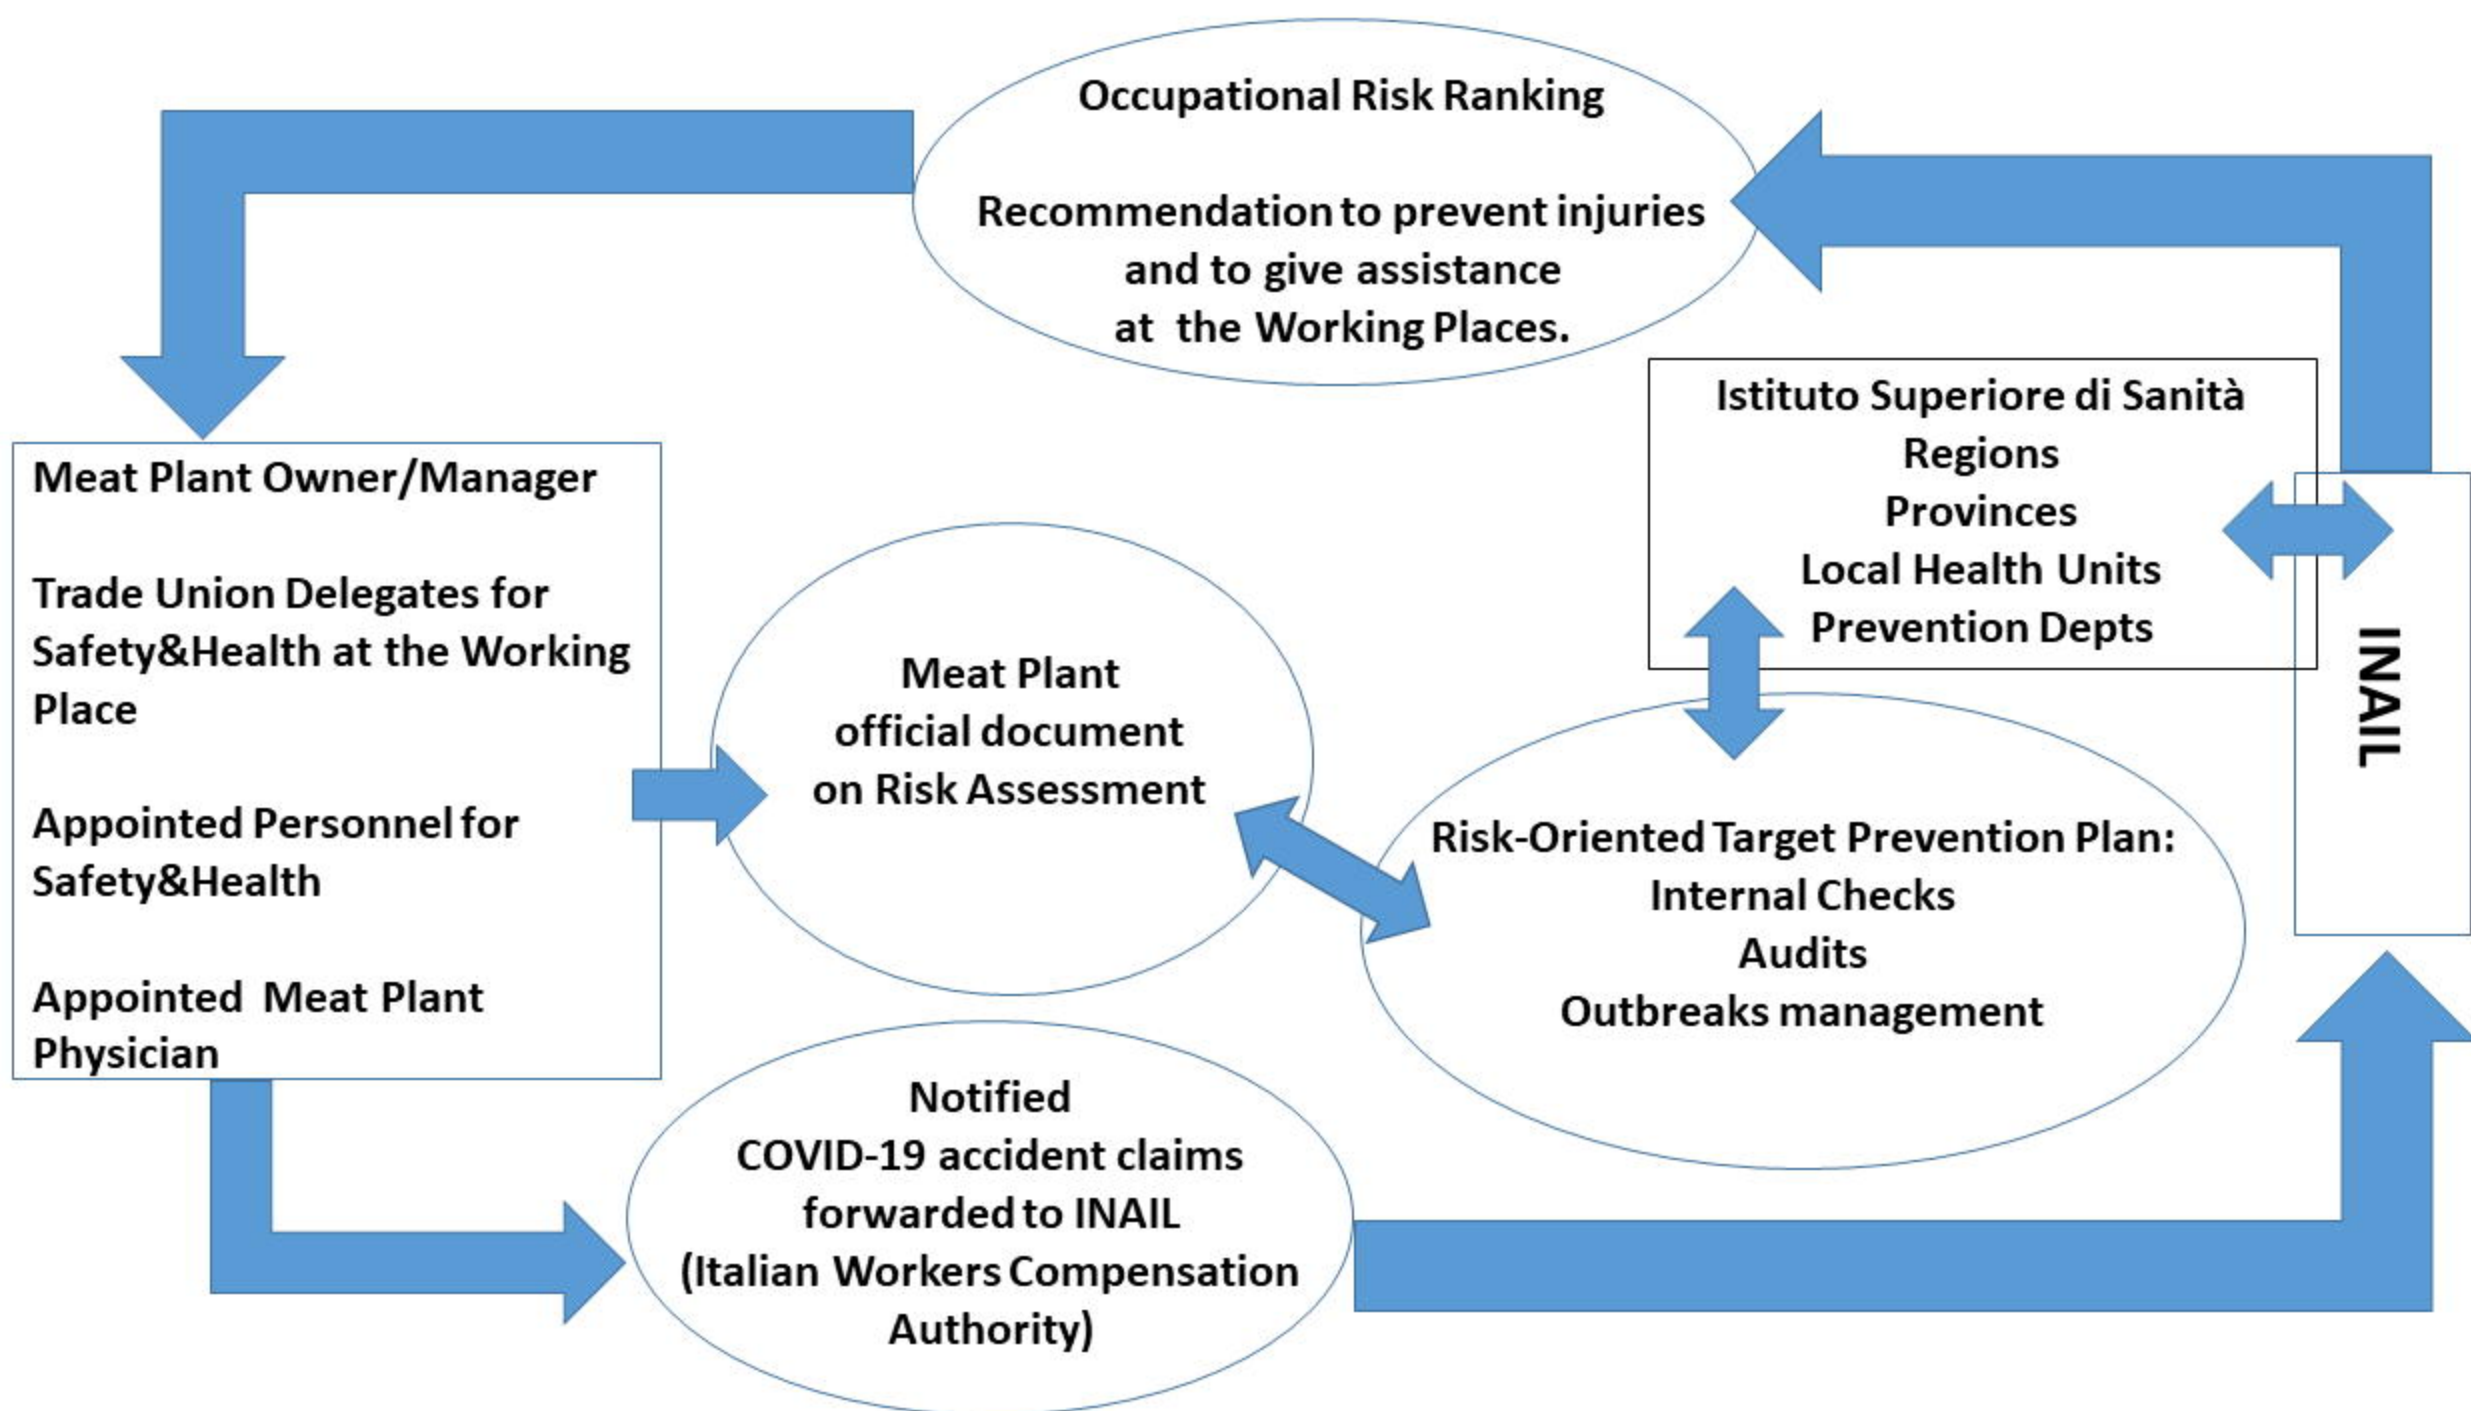 Occupational Risk Ranking
Recommendation to prevent injuries
and to give assistance
at the Working Places.
Meat Plant Owner/Manager
Trade Union Delegates for
Safety&Health at the Working
Place
Appointed Personnel for
Safety&Health
Appointed Meat Plant
Physician
Meat Plant
official document
on Risk Assessment
Istituto Superiore di Sanità
Regions
Provinces
Local Health Units
Prevention Depts
INAIL
Risk-Oriented Target Prevention Plan:
Internal Checks
Audits
Outbreaks management
Notified
COVID-19 accident claims
forwarded to INAIL
(Italian Workers Compensation
Authority)